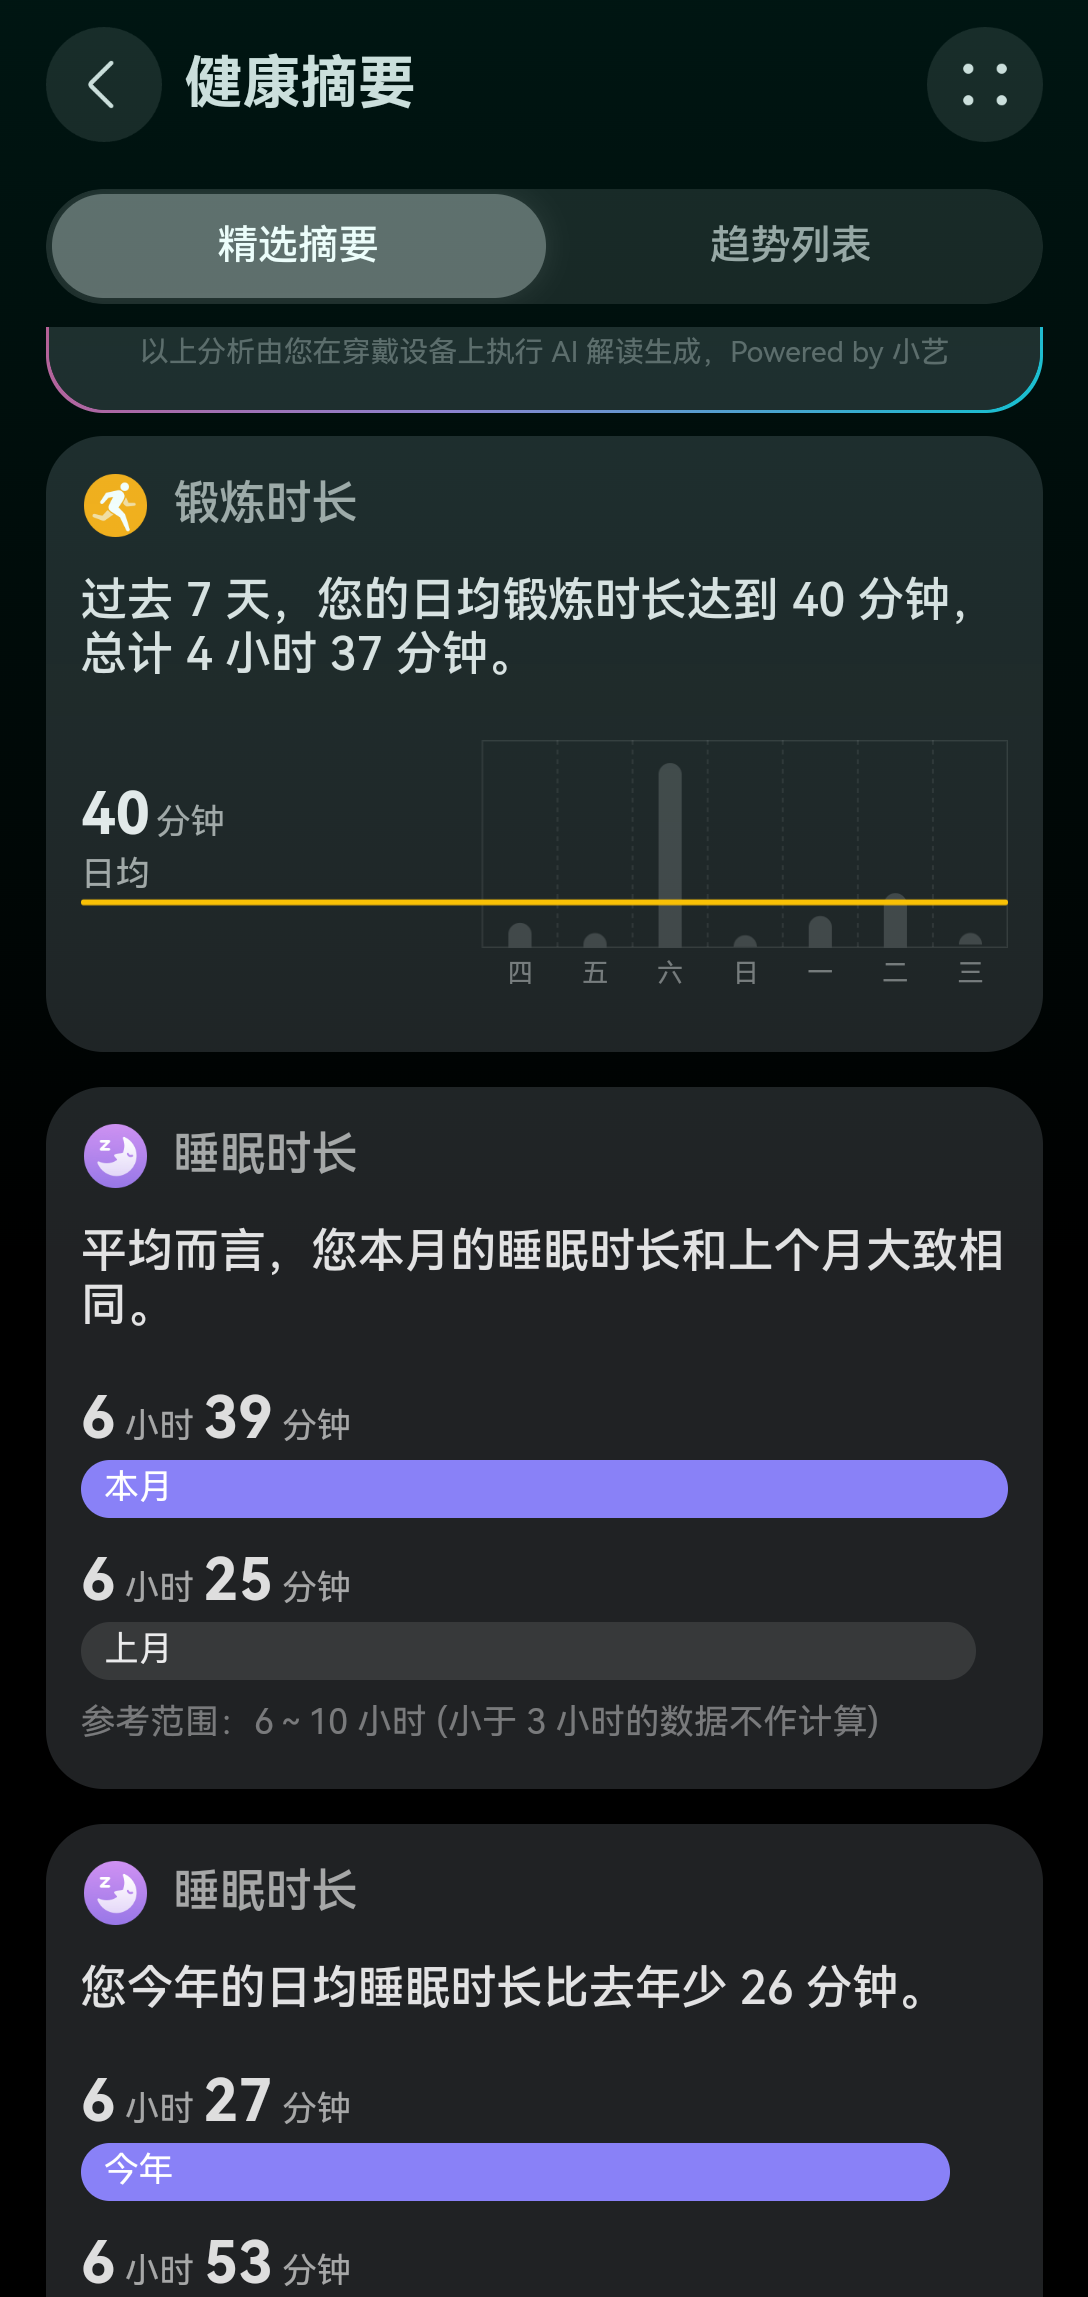 健康摘要
精选摘要
趋势列表
以上分析由您在穿戴设备上执行 AI 解读生成，Powered by 小艺
锻炼时长
过去 7 天，您的日均锻炼时长达到 40 分钟，
总计 4 小时 37 分钟。
40 分钟
日均
四 五 六 日 一 二 三
睡眠时长
平均而言，您本月的睡眠时长和上个月大致相
同。
6 小时 39 分钟
本月
6 小时 25 分钟
上月
参考范围：6 ~ 10 小时 (小于 3 小时的数据不作计算)
z
睡眠时长
您今年的日均睡眠时长比去年少 26 分钟。
6 小时 27 分钟
今年
6 小时 53 分钟